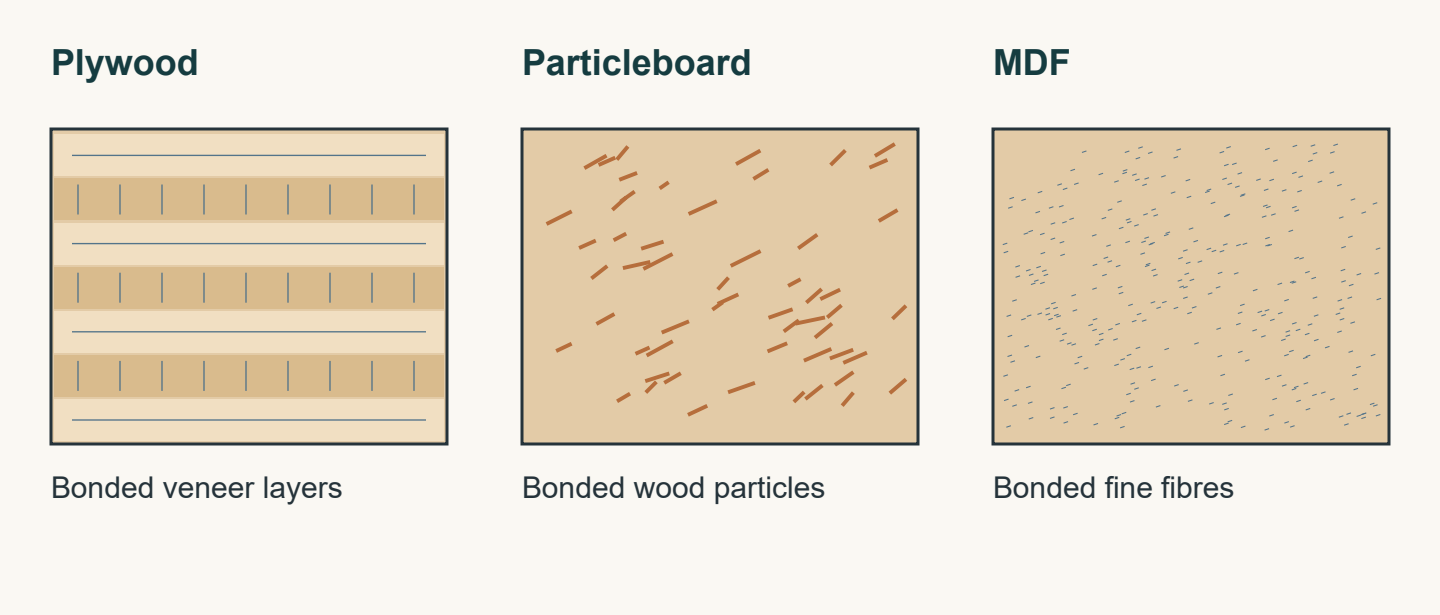 Plywood
Particleboard
MDF
Bonded veneer layers
Bonded wood particles
Bonded fine fibres